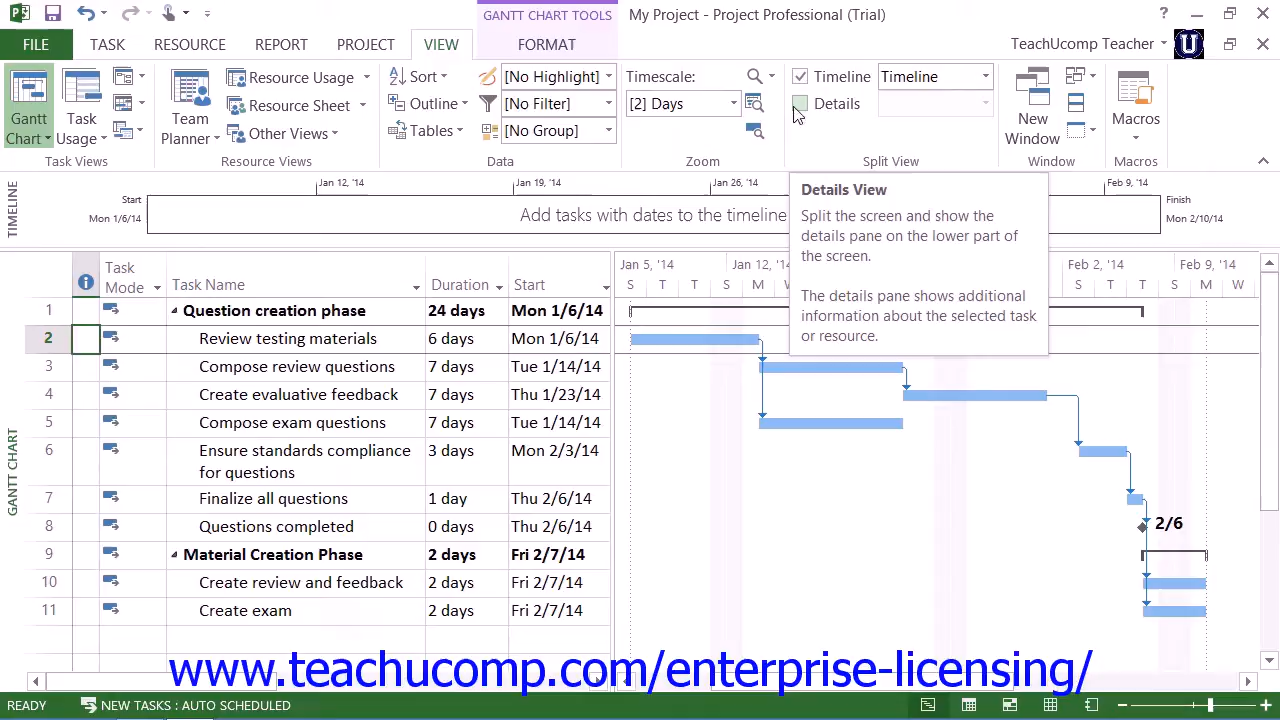 GANTT CHART TOOLS
My Project - Project Professional (Trial)
?
FILE TASK RESOURCE REPORT PROJECT VIEW FORMAT
TeachUcomp Teacher
U
Gantt Chart
Task Usage
Task Views
Team Planner
Resource Usage
Resource Sheet
Other Views
Resource Views
Sort
Outline
Tables
[No Highlight]
[No Filter]
[No Group]
Data
Timescale:
[2] Days
Zoom
Timeline
Timeline
Details
Split View
New Window
Window
Macros
Macros
Details View
Split the screen and show the
details pane on the lower part of
the screen.
The details pane shows additional
information about the selected task
or resource.
TIMELINE
Jan 12, '14 Jan 19, '14 Jan 26, '14 Feb 9, '14
Start
Mon 1/6/14
Add tasks with dates to the timeline
Finish
Mon 2/10/14
GANTT CHART
Task Mode Task Name Duration Start
Jan 5, '14 Jan 12, Feb 2, '14 Feb 9, '14
S T T S M W F S T T S M W
1 Question creation phase 24 days Mon 1/6/14
2 Review testing materials 6 days Mon 1/6/14
3 Compose review questions 7 days Tue 1/14/14
4 Create evaluative feedback 7 days Thu 1/23/14
5 Compose exam questions 7 days Tue 1/14/14
6 Ensure standards compliance 3 days Mon 2/3/14
for questions
7 Finalize all questions 1 day Thu 2/6/14
8 Questions completed 0 days Thu 2/6/14
2/6
9 Material Creation Phase 2 days Fri 2/7/14
10 Create review and feedback 2 days Fri 2/7/14
11 Create exam 2 days Fri 2/7/14
www.teachucomp.com/enterprise-licensing/
READY NEW TASKS : AUTO SCHEDULED